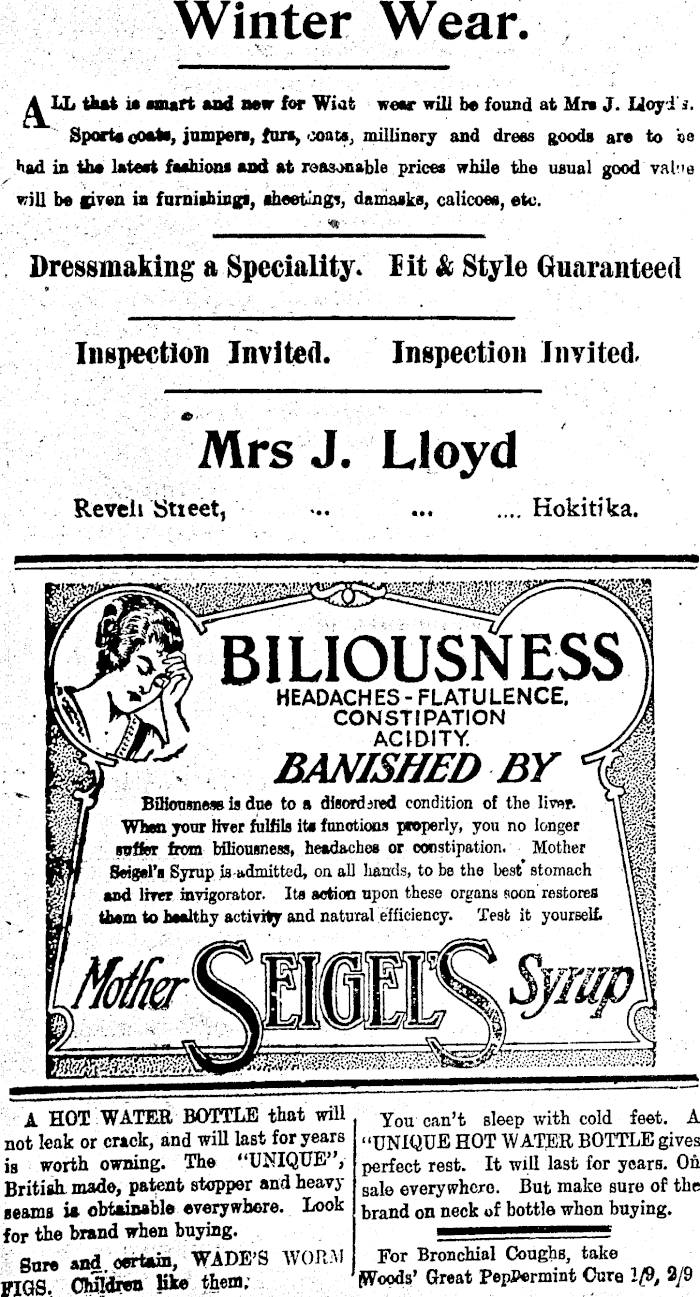 Winter Wear.
ALL that is smart and new for wear will be found at Mrs J. Lloyd's.
Sports coats, jumpers, furs, coats, millinery and dress goods are to be
had in the latest fashions and at reasonable prices while the usual good value
will be given in furnishings, sheetings, damasks, calicoes, etc.
Dressmaking a Speciality. Fit & Style Guaranteed
Inspection Invited. Inspection Invited.
Mrs J. Lloyd
Revell Street, ... ... .... Hokitika.
BILIOUSNESS
HEADACHES - FLATULENCE,
CONSTIPATION
ACIDITY.
BANISHED BY
Biliousness is due to a disordered condition of the liver.
When your liver fulfils its functions properly, you no longer
suffer from biliousness, headaches or constipation. Mother
Seigel's Syrup is admitted, on all hands, to be the best stomach
and liver invigorator. Its action upon these organs soon restores
them to healthy activity and natural efficiency. Test it yourself.
Mother SEIGEL'S Syrup
A HOT WATER BOTTLE that will
not leak or crack, and will last for years
is worth owning. The "UNIQUE",
British made, patent stopper and heavy
seams is obtainable everywhere. Look
for the brand when buying.
Sure and certain, WADE'S WORM
FIGS. Children like them.
You can't sleep with cold feet. A
"UNIQUE HOT WATER BOTTLE gives
perfect rest. It will last for years. On
sale everywhere. But make sure of the
brand on neck of bottle when buying.
For Bronchial Coughs, take
Woods' Great Peppermint Cure 1/9, 2/9